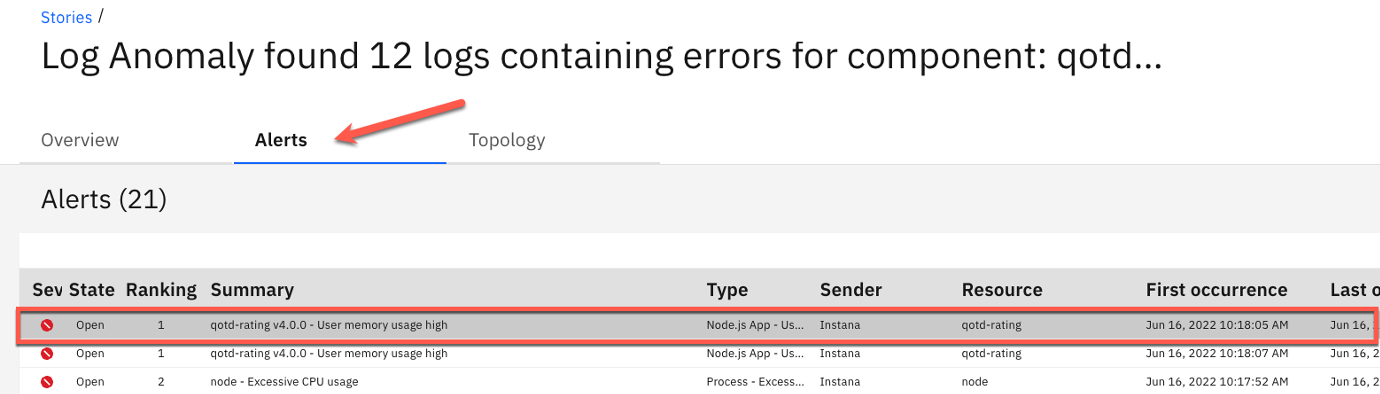 Stories /
Log Anomaly found 12 logs containing errors for component: qotd...
Overview Alerts Topology
Alerts (21)
Sev State Ranking Summary Type Sender Resource First occurrence Last o
Open 1 qotd-rating v4.0.0 - User memory usage high Node.js App - Us... Instana qotd-rating Jun 16, 2022 10:18:05 AM Jun 16,
Open 1 qotd-rating v4.0.0 - User memory usage high Node.js App - Us... Instana qotd-rating Jun 16, 2022 10:18:07 AM Jun 16, 2
Open 2 node - Excessive CPU usage Process - Excess... Instana node Jun 16, 2022 10:17:52 AM Jun 16, 2